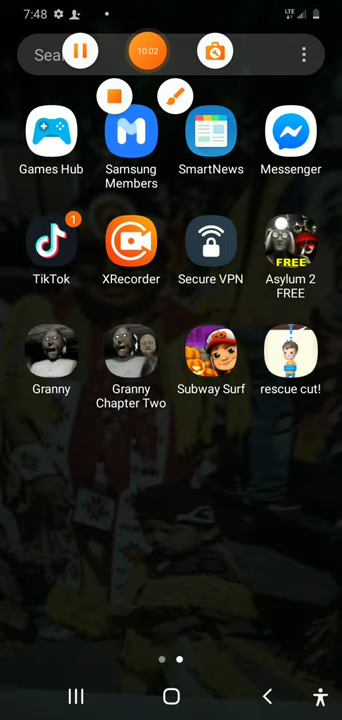 7:48
LTE
Sea
10:02
Games Hub
Samsung
Members
SmartNews
Messenger
1
TikTok
XRecorder
Secure VPN
FREE
Asylum 2
FREE
Granny
Granny
Chapter Two
Subway Surf
rescue cut!